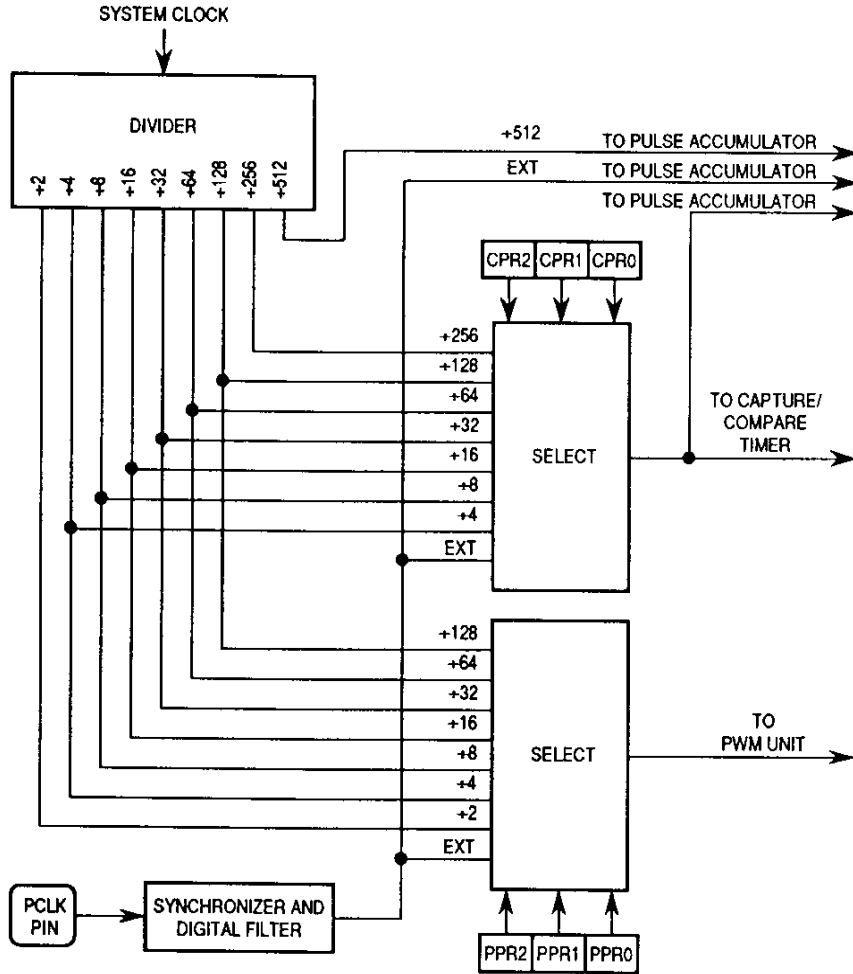 SYSTEM CLOCK
DIVIDER
+2
+4
+8
+16
+32
+64
+128
+256
+512
+512
TO PULSE ACCUMULATOR
EXT
TO PULSE ACCUMULATOR
TO PULSE ACCUMULATOR
CPR2 CPR1 CPR0
+256
+128
+64
+32
+16
+8
+4
EXT
SELECT
TO CAPTURE/
COMPARE
TIMER
+128
+64
+32
+16
+8
+4
+2
EXT
SELECT
TO
PWM UNIT
PCLK
PIN
SYNCHRONIZER AND
DIGITAL FILTER
PPR2 PPR1 PPR0